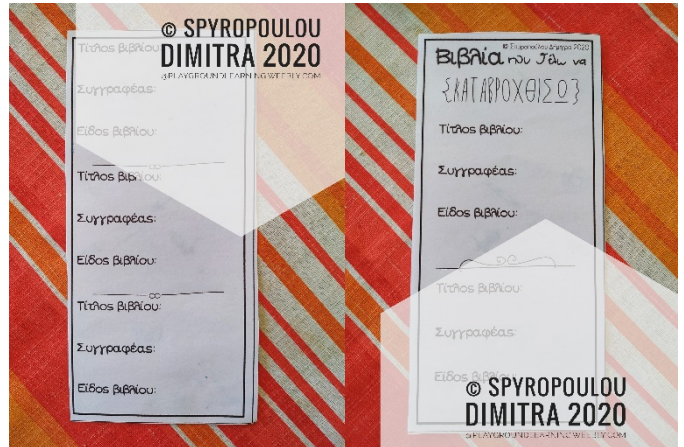 © SPYROPOULOU
DIMITRA 2020
@PLAYGROUNDLEARNING.WEEBLY.COM
Τίτλος βιβλίου:
Συγγραφέας:
Είδος βιβλίου:
Τίτλος βιβλίου:
Συγγραφέας:
Είδος βιβλίου:
Τίτλος βιβλίου:
Συγγραφέας:
Είδος βιβλίου:
© Σπυροπούλου Δήμητρα 2020
Βιβλία που θέλω να
{ΚΑΤΑΒΡΟΧΘΙΣΩ}
Τίτλος βιβλίου:
Συγγραφέας:
Είδος βιβλίου:
Τίτλος βιβλίου:
Συγγραφέας:
Είδος βιβλίου:
© SPYROPOULOU
DIMITRA 2020
@PLAYGROUNDLEARNING.WEEBLY.COM